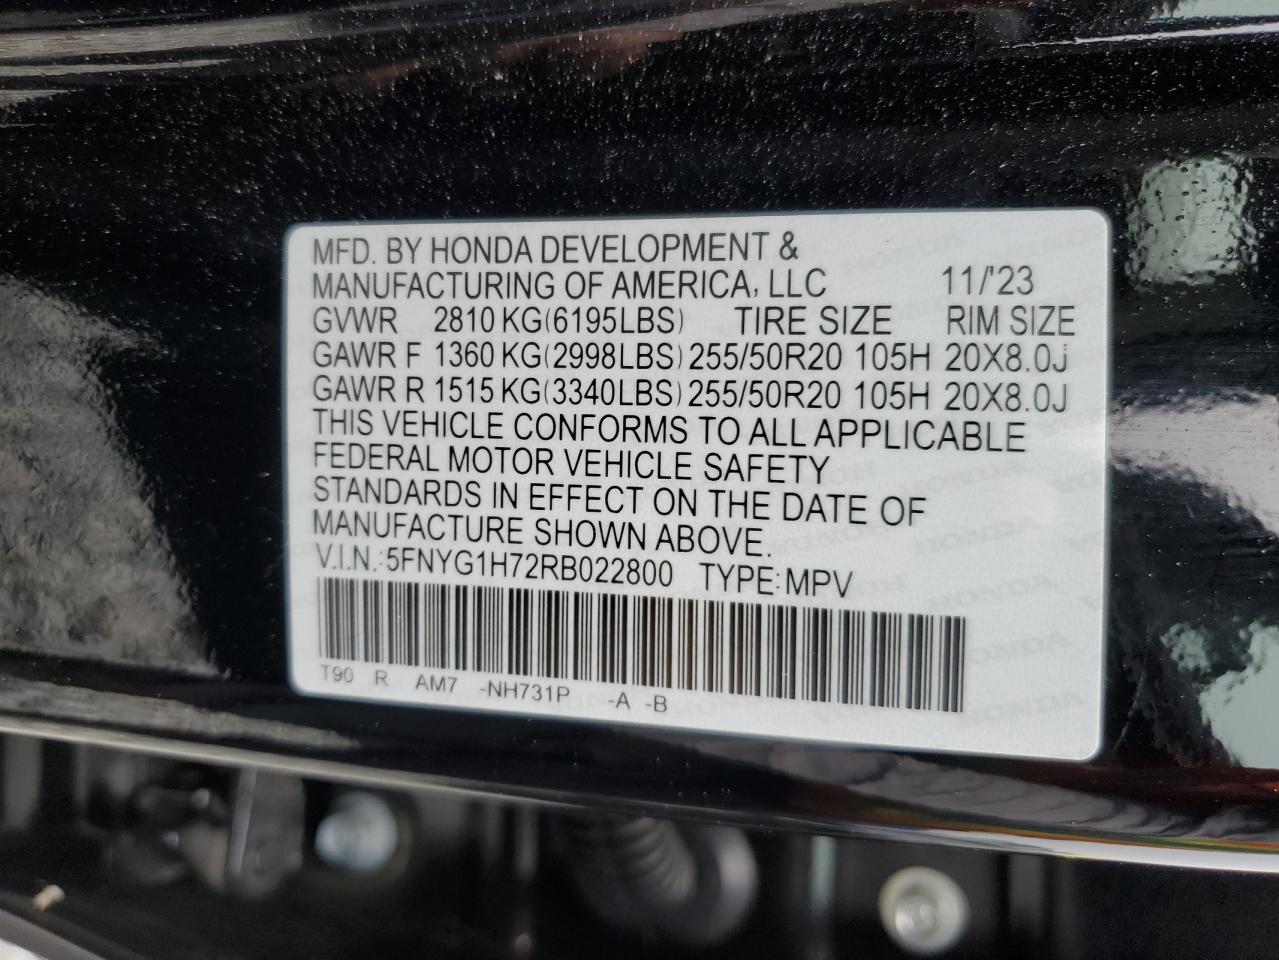 MFD. BY HONDA DEVELOPMENT &
MANUFACTURING OF AMERICA, LLC 11/'23
GVWR 2810 KG(6195LBS) TIRE SIZE RIM SIZE
GAWR F 1360 KG(2998LBS) 255/50R20 105H 20X8.0J
GAWR R 1515 KG(3340LBS) 255/50R20 105H 20X8.0J
THIS VEHICLE CONFORMS TO ALL APPLICABLE
FEDERAL MOTOR VEHICLE SAFETY
STANDARDS IN EFFECT ON THE DATE OF
MANUFACTURE SHOWN ABOVE.
V.I.N.:5FNYG1H72RB022800 TYPE:MPV
T90 R AM7 -NH731P -A -B